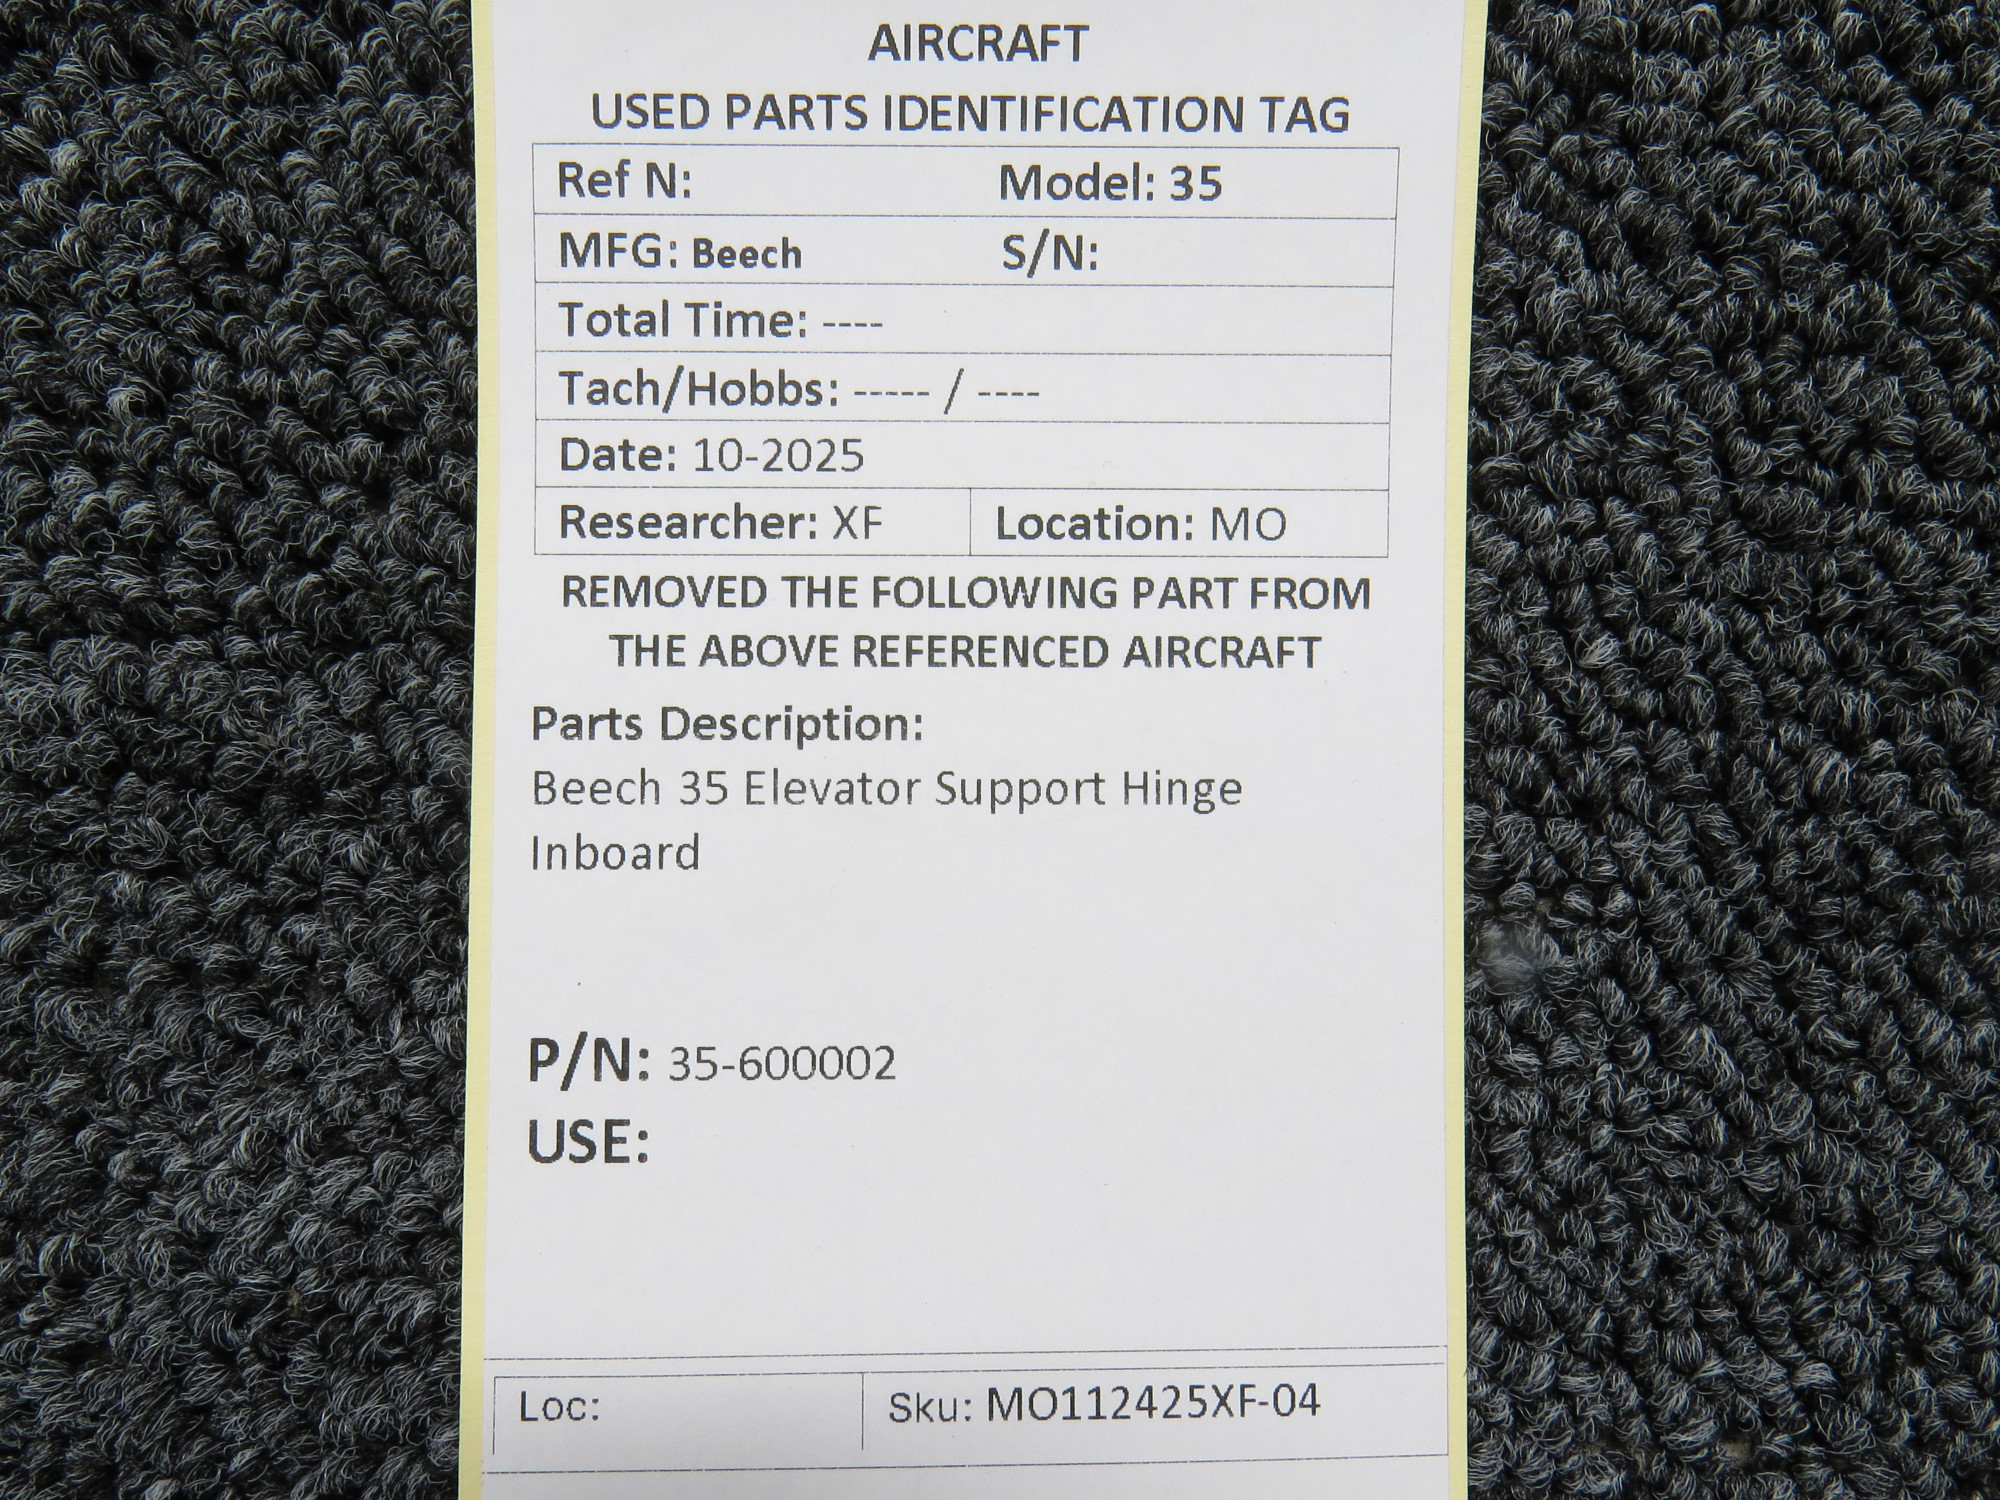 AIRCRAFT
USED PARTS IDENTIFICATION TAG
Ref N: Model: 35
MFG: Beech S/N:
Total Time: ----
Tach/Hobbs: ----- / ----
Date: 10-2025
Researcher: XF Location: MO
REMOVED THE FOLLOWING PART FROM
THE ABOVE REFERENCED AIRCRAFT
Parts Description:
Beech 35 Elevator Support Hinge
Inboard
P/N: 35-600002
USE:
Loc: Sku: MO112425XF-04